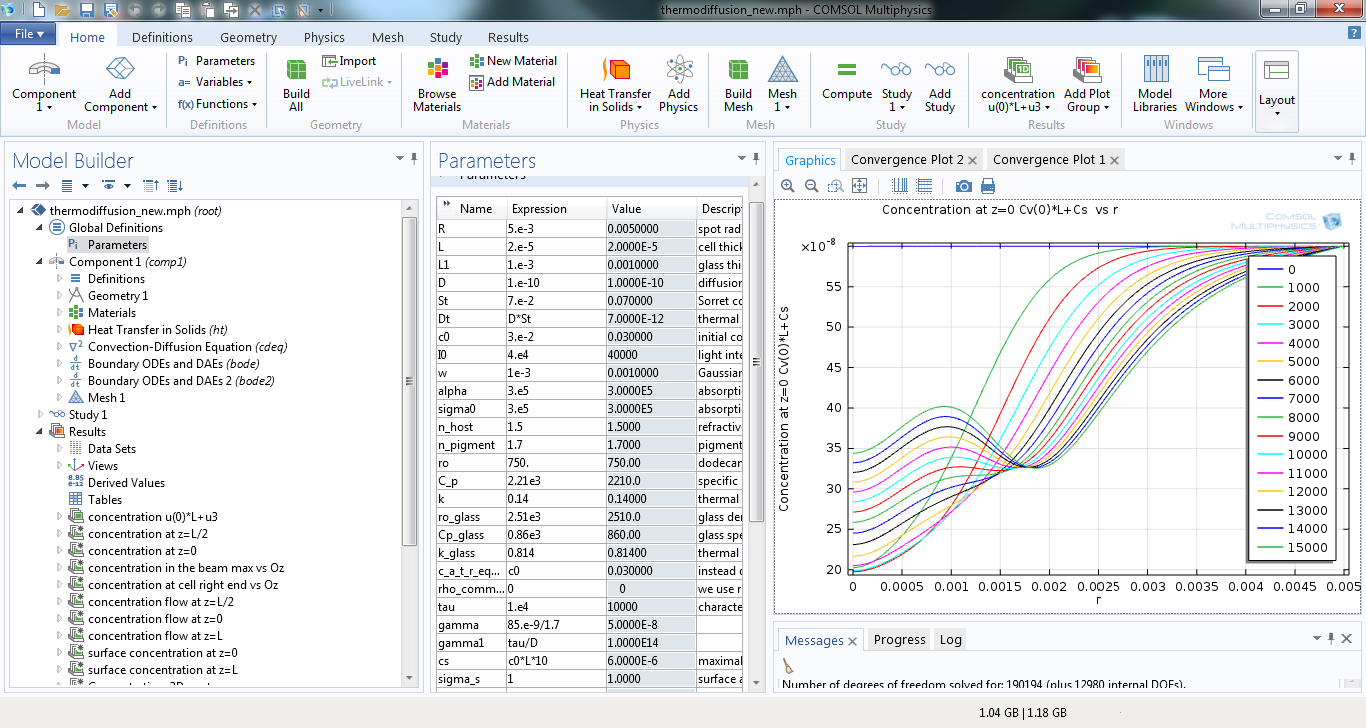 thermodiffusion_new.mph - COMSOL Multiphysics
File Home Definitions Geometry Physics Mesh Study Results
Component 1
Add Component
Model
Pi Parameters
a= Variables
f(x) Functions
Definitions
Build All
Import
LiveLink
Geometry
Browse Materials
New Material
Add Material
Materials
Heat Transfer in Solids
Add Physics
Physics
Build Mesh
Mesh 1
Mesh
Compute
Study 1
Add Study
Study
concentration u(0)*L+u3
Add Plot Group
Results
Model Libraries
More Windows
Windows
Layout
Model Builder
thermodiffusion_new.mph (root)
Global Definitions
Pi Parameters
Component 1 (comp1)
Definitions
Geometry 1
Materials
Heat Transfer in Solids (ht)
Convection-Diffusion Equation (cdeq)
Boundary ODEs and DAEs (bode)
Boundary ODEs and DAEs 2 (bode2)
Mesh 1
Study 1
Results
Data Sets
Views
8.85 e-12 Derived Values
Tables
concentration u(0)*L+u3
concentration at z=L/2
concentration at z=0
concentration in the beam max vs Oz
concentration at cell right end vs Oz
concentration flow at z=L/2
concentration flow at z=0
concentration flow at z=L
surface concentration at z=0
surface concentration at z=L
Parameters
Parameters
Name Expression Value Descript
R 5.e-3 0.0050000 spot rad
L 2.e-5 2.0000E-5 cell thick
L1 1.e-3 0.0010000 glass thi
D 1.e-10 1.0000E-10 diffusion
St 7.e-2 0.070000 Sorret co
Dt D*St 7.0000E-12 thermal
c0 3.e-2 0.030000 initial co
I0 4.e4 40000 light inte
w 1e-3 0.0010000 Gaussian
alpha 3.e5 3.0000E5 absorpti
sigma0 3.e5 3.0000E5 absorpti
n_host 1.5 1.5000 refractiv
n_pigment 1.7 1.7000 pigment
ro 750. 750.00 dodecan
C_p 2.21e3 2210.0 specific
k 0.14 0.14000 thermal
ro_glass 2.51e3 2510.0 glass der
Cp_glass 0.86e3 860.00 glass spe
k_glass 0.814 0.81400 thermal
c_a_t_r_eq... c0 0.030000 instead o
rho_comm... 0 0 we use r
tau 1.e4 10000 characte
gamma 85.e-9/1.7 5.0000E-8
gamma1 tau/D 1.0000E14
cs c0*L*10 6.0000E-6 maximal
sigma_s 1 1.0000 surface a
Graphics Convergence Plot 2 Convergence Plot 1
Concentration at z=0 Cv(0)*L+Cs vs r
COMSOL
MULTIPHYSICS
×10⁻⁸
55
50
45
40
35
30
25
20
Concentration at z=0 Cv(0)*L+Cs
0 0.0005 0.001 0.0015 0.002 0.0025 0.003 0.0035 0.004 0.0045 0.005
r
0
1000
2000
3000
4000
5000
6000
7000
8000
9000
10000
11000
12000
13000
14000
15000
Messages Progress Log
Number of degrees of freedom solved for: 190194 (plus 12980 internal DOFs).
1.04 GB | 1.18 GB